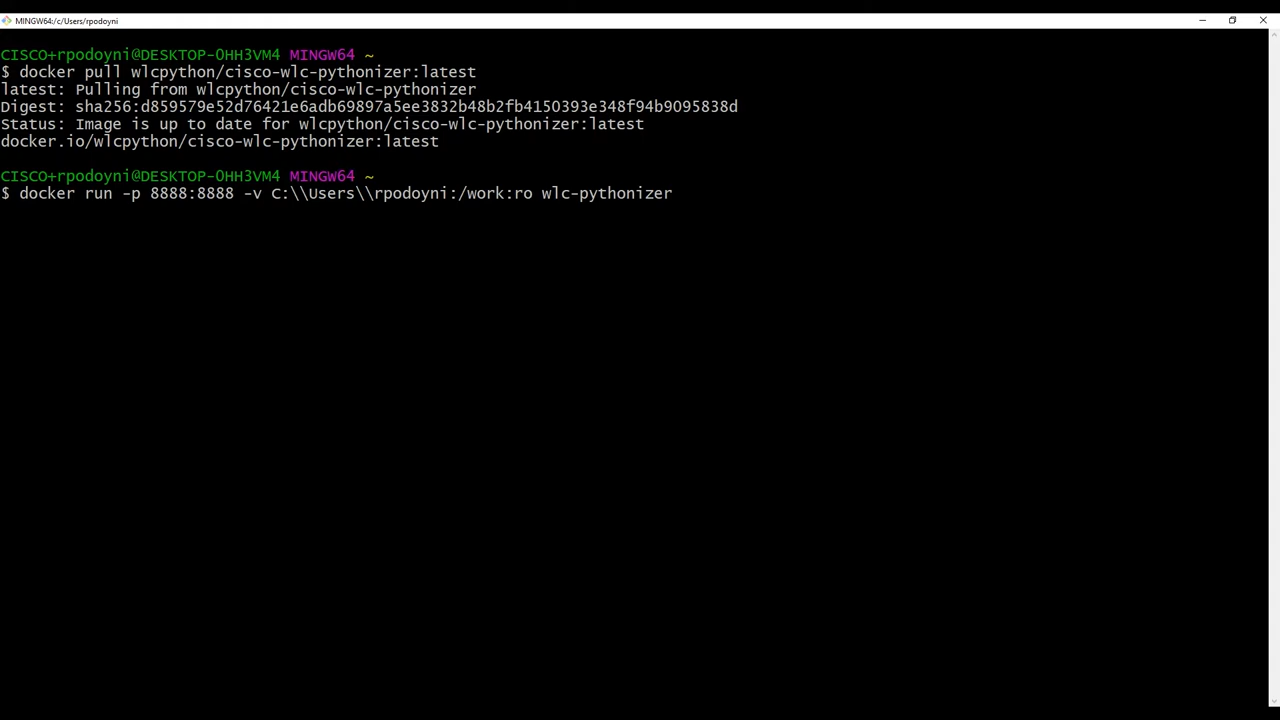 MINGW64:/c/Users/rpodoyni
CISCO+rpodoyni@DESKTOP-0HH3VM4 MINGW64 ~
$ docker pull wlcpython/cisco-wlc-pythonizer:latest
latest: Pulling from wlcpython/cisco-wlc-pythonizer
Digest: sha256:d859579e52d76421e6adb69897a5ee3832b48b2fb4150393e348f94b9095838d
Status: Image is up to date for wlcpython/cisco-wlc-pythonizer:latest
docker.io/wlcpython/cisco-wlc-pythonizer:latest
CISCO+rpodoyni@DESKTOP-0HH3VM4 MINGW64 ~
$ docker run -p 8888:8888 -v C:\\Users\\rpodoyni:/work:ro wlc-pythonizer